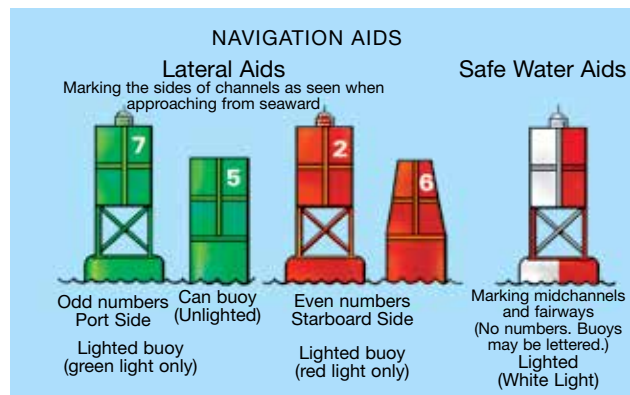 NAVIGATION AIDS
Lateral Aids
Marking the sides of channels as seen when
approaching from seaward
Safe Water Aids
7
5
2
6
Odd numbers
Port Side
Lighted buoy
(green light only)
Can buoy
(Unlighted)
Even numbers
Starboard Side
Lighted buoy
(red light only)
Marking midchannels
and fairways
(No numbers. Buoys
may be lettered.)
Lighted
(White Light)